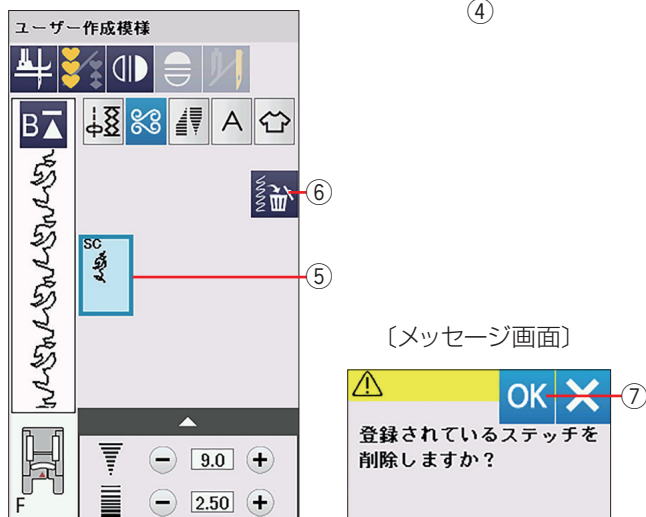 ④
ユーザー作成模様
B
A
⑥
SC
⑤
〔メッセージ画面〕
OK
⑦
登録されているステッチを
削除しますか？
9.0
2.50
F